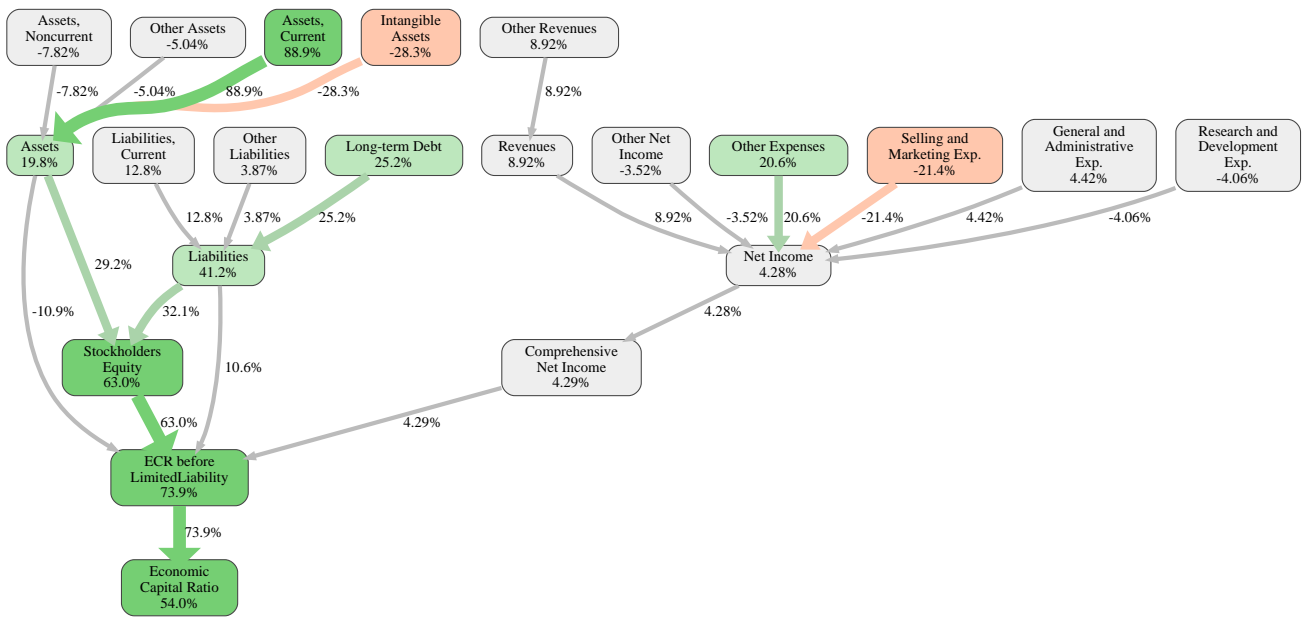 Assets,
Noncurrent
-7.82%
Other Assets
-5.04%
Assets,
Current
88.9%
Intangible
Assets
-28.3%
Other Revenues
8.92%
-7.82%
-5.04%
88.9%
-28.3%
8.92%
Assets
19.8%
Liabilities,
Current
12.8%
Other
Liabilities
3.87%
Long-term Debt
25.2%
Revenues
8.92%
Other Net
Income
-3.52%
Other Expenses
20.6%
Selling and
Marketing Exp.
-21.4%
General and
Administrative
Exp.
4.42%
Research and
Development
Exp.
-4.06%
12.8%
3.87%
25.2%
8.92%
-3.52%
20.6%
-21.4%
4.42%
-4.06%
Liabilities
41.2%
Net Income
4.28%
29.2%
-10.9%
32.1%
4.28%
Stockholders
Equity
63.0%
10.6%
Comprehensive
Net Income
4.29%
63.0%
4.29%
ECR before
LimitedLiability
73.9%
73.9%
Economic
Capital Ratio
54.0%